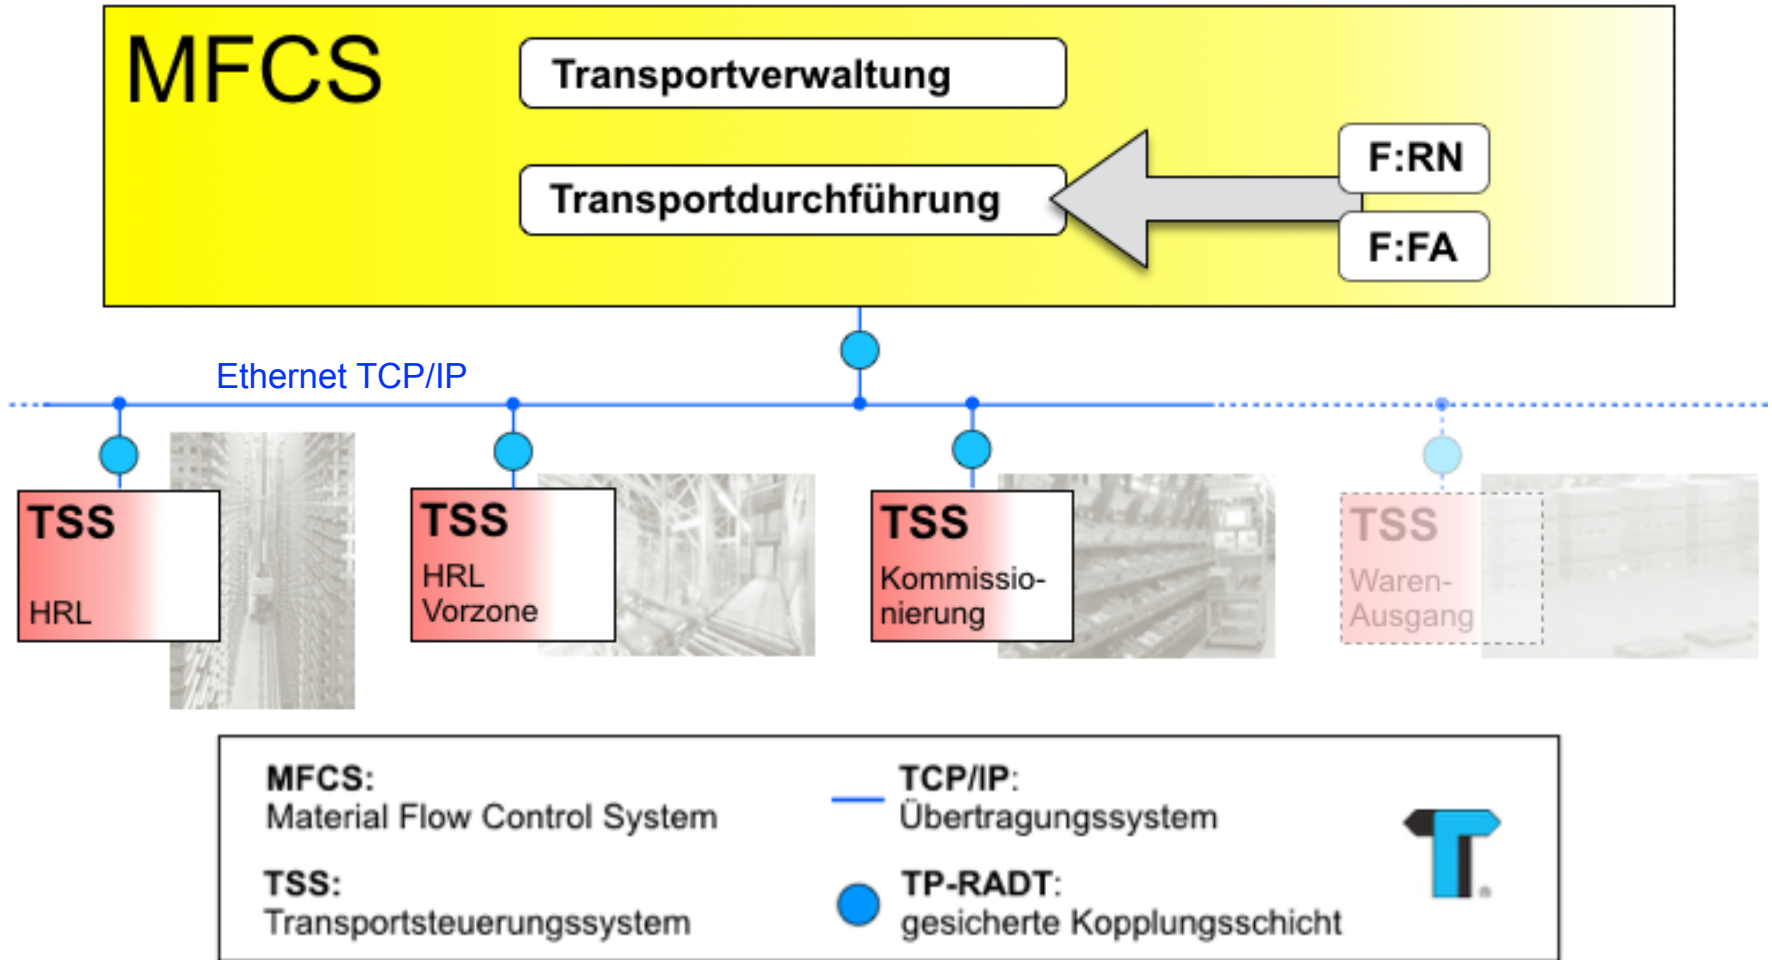 MFCS
Transportverwaltung
Transportdurchführung
F:RN
F:FA
Ethernet TCP/IP
TSS
HRL
TSS
HRL
Vorzone
TSS
Kommissio-
nierung
TSS
Waren-
Ausgang
MFCS:
Material Flow Control System
TSS:
Transportsteuerungssystem
TCP/IP:
Übertragungssystem
TP-RADT:
gesicherte Kopplungsschicht
®